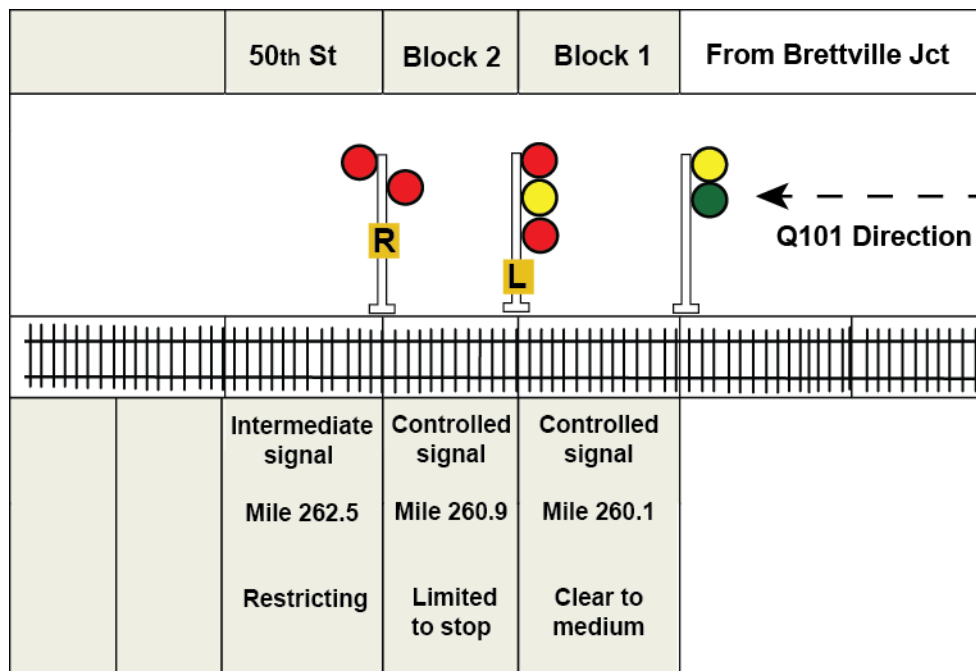 50th St
Block 2
Block 1
From Brettville Jct
R
L
Q101 Direction
Intermediate
signal
Controlled
signal
Controlled
signal
Mile 262.5
Mile 260.9
Mile 260.1
Restricting
Limited
to stop
Clear to
medium